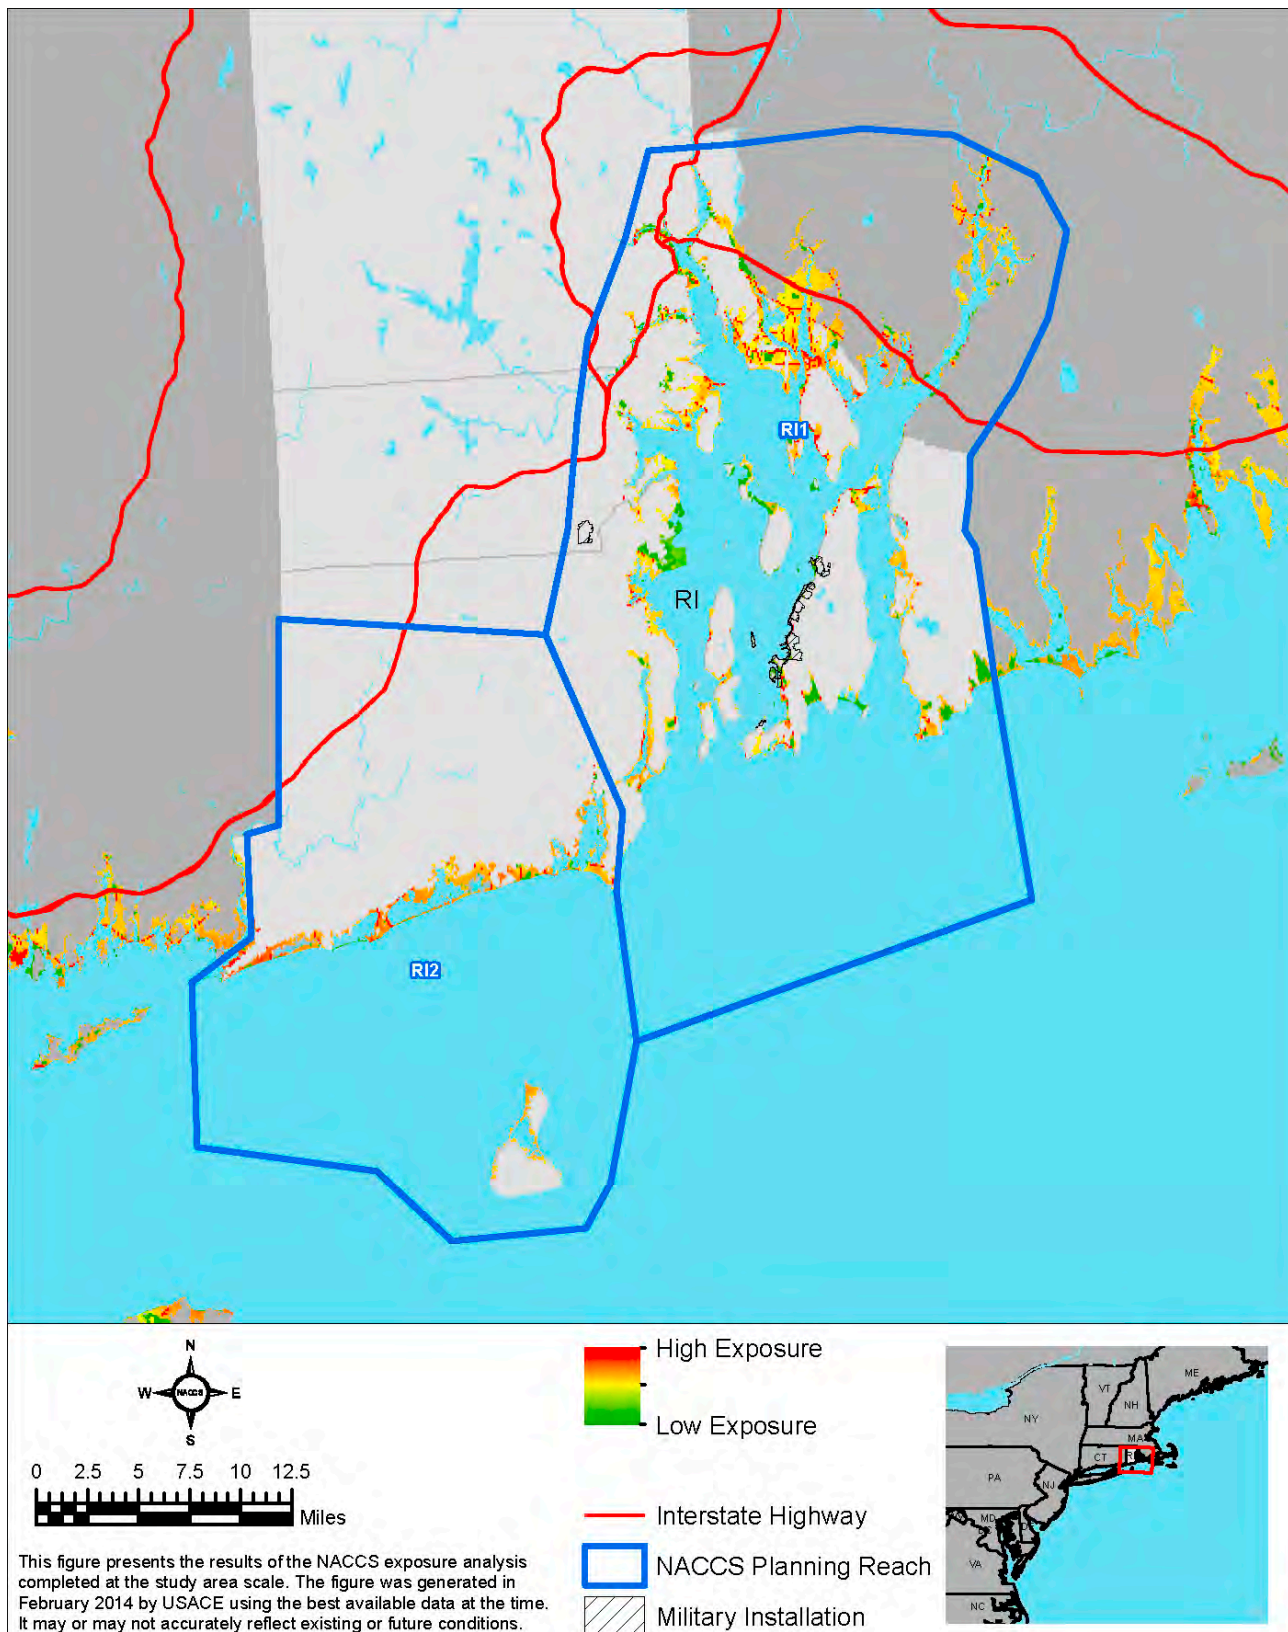 RI1
RI
RI2
N
W NACCS E
S
0 2.5 5 7.5 10 12.5
Miles
This figure presents the results of the NACCS exposure analysis
completed at the study area scale. The figure was generated in
February 2014 by USACE using the best available data at the time.
It may or may not accurately reflect existing or future conditions.
High Exposure
Low Exposure
Interstate Highway
NACCS Planning Reach
Military Installation
ME
VT
NH
NY
MA
CT
PA
NJ
MD
VA
NC